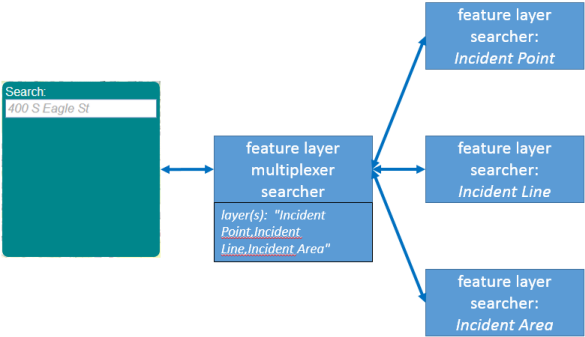 Search:
400 S Eagle St
feature layer
multiplexer
searcher
layer(s):  "Incident
Point,Incident
Line,Incident Area"
feature layer
searcher:
Incident Point
feature layer
searcher:
Incident Line
feature layer
searcher:
Incident Area